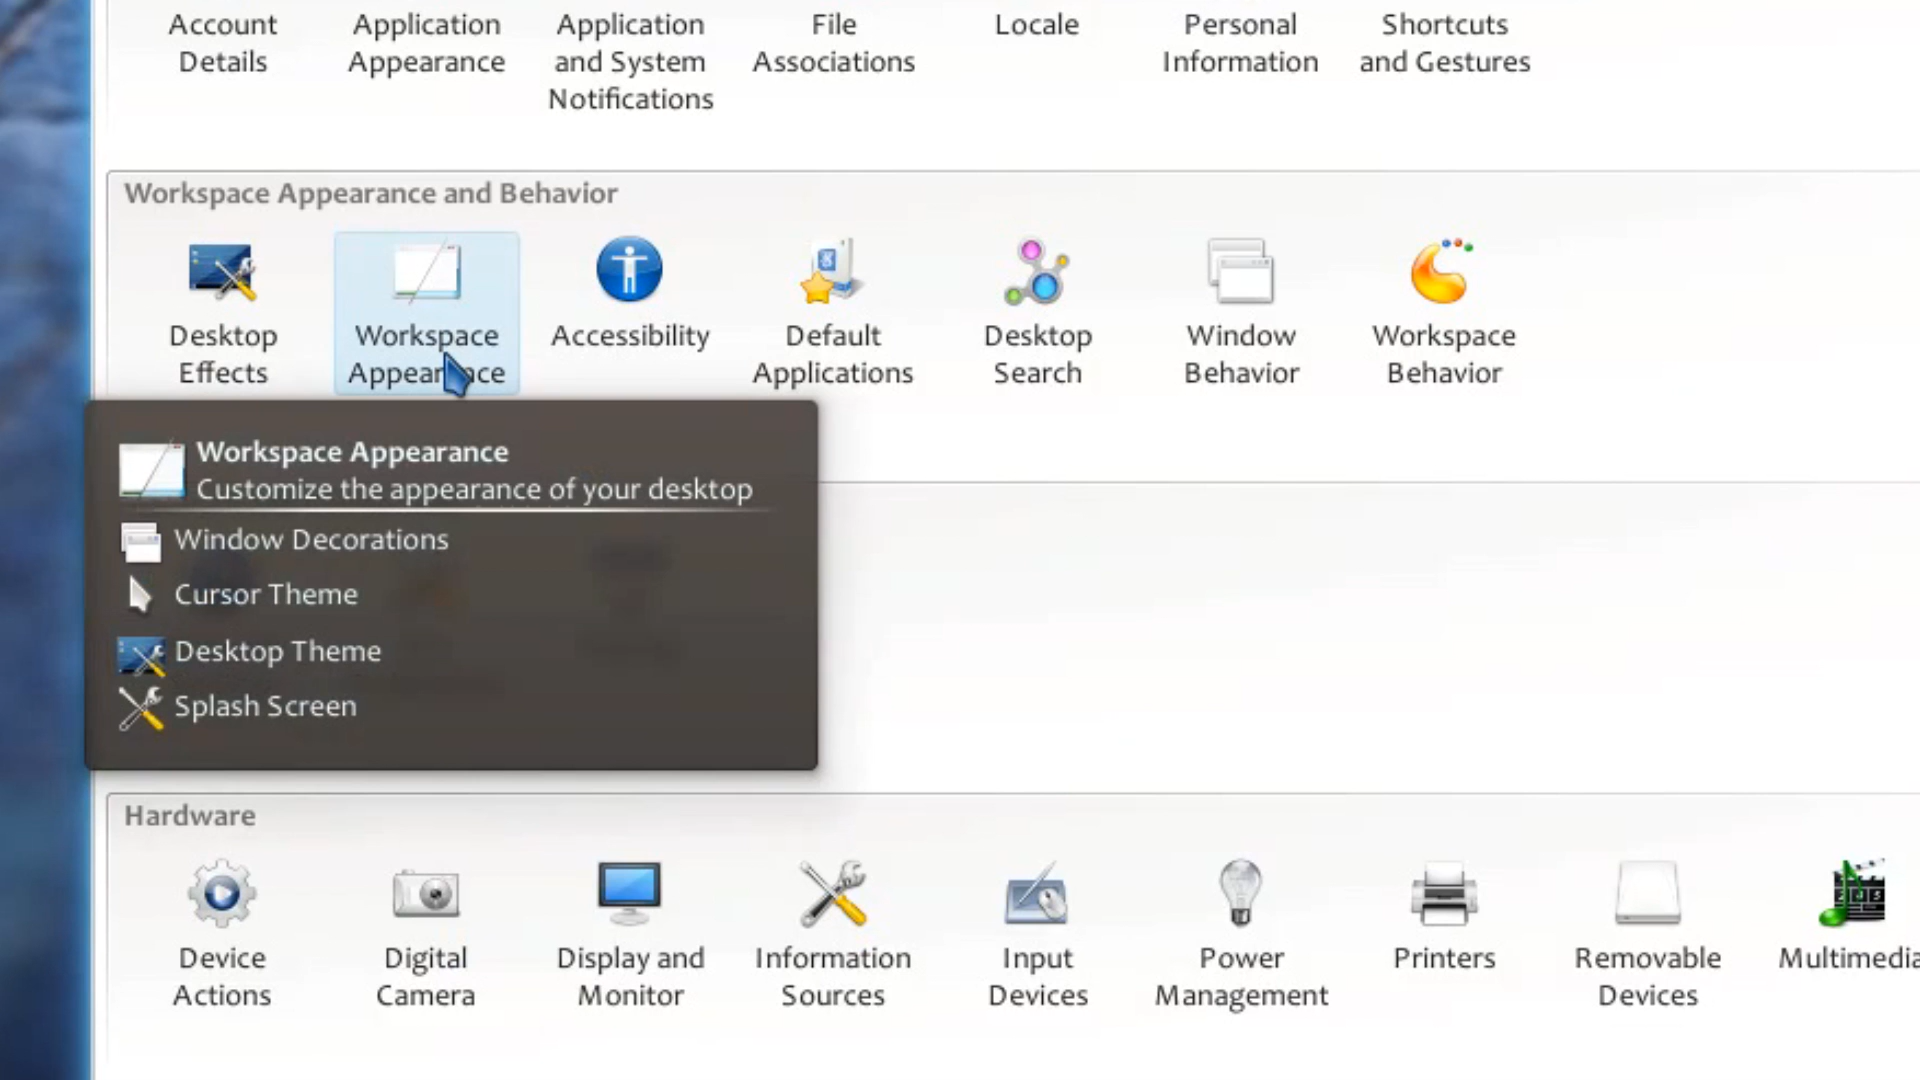 Account Details
Application Appearance
Application and System Notifications
File Associations
Locale
Personal Information
Shortcuts and Gestures
Workspace Appearance and Behavior
Desktop Effects
Workspace Appearance
Accessibility
Default Applications
Desktop Search
Window Behavior
Workspace Behavior
Workspace Appearance
Customize the appearance of your desktop
Window Decorations
Cursor Theme
Desktop Theme
Splash Screen
Hardware
Device Actions
Digital Camera
Display and Monitor
Information Sources
Input Devices
Power Management
Printers
Removable Devices
Multimedia